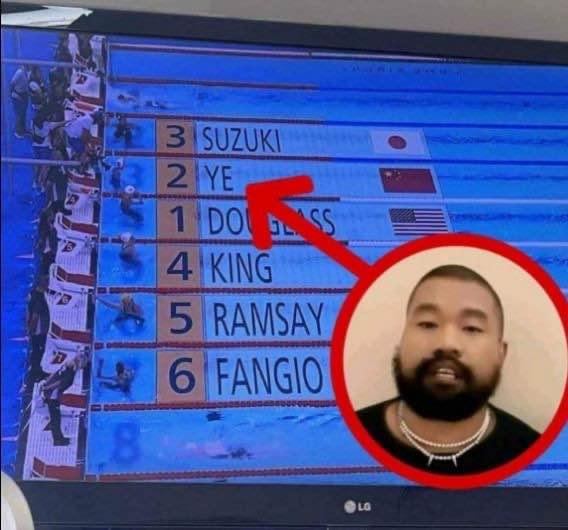 3 SUZUKI
2 YE
1 DOUGLASS
4 KING
5 RAMSAY
6 FANGIO
8
LG